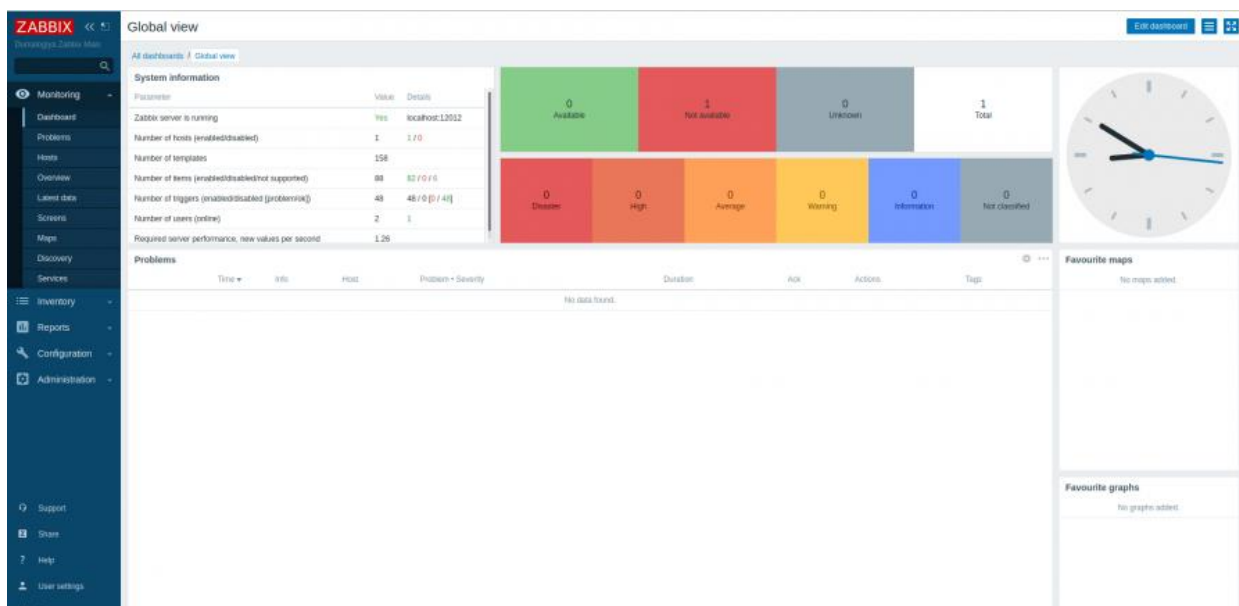 ZABBIX
Global view
Edit dashboard
All dashboards / Global view
Monitoring
Dashboard
Problems
Hosts
Overview
Latest data
Screens
Maps
Discovery
Services
Inventory
Reports
Configuration
Administration
Support
Share
Help
User settings
System information
Parameter Value Details
Zabbix server is running Yes localhost:12012
Number of hosts (enabled/disabled) 1 1 / 0
Number of templates 158
Number of items (enabled/disabled/not supported) 88
Number of triggers (enabled/disabled [problem/ok]) 48 48 / 0 [0 / 48]
Number of users (online) 2 1
Required server performance, new values per second 1.26
0 Available
1 Not available
0 Unknown
1 Total
0 Disaster
0 High
0 Average
0 Warning
0 Information
0 Not classified
Problems
Time Info Host Problem • Severity Duration Ack Actions Tags
No data found.
Favourite maps
No maps added.
Favourite graphs
No graphs added.